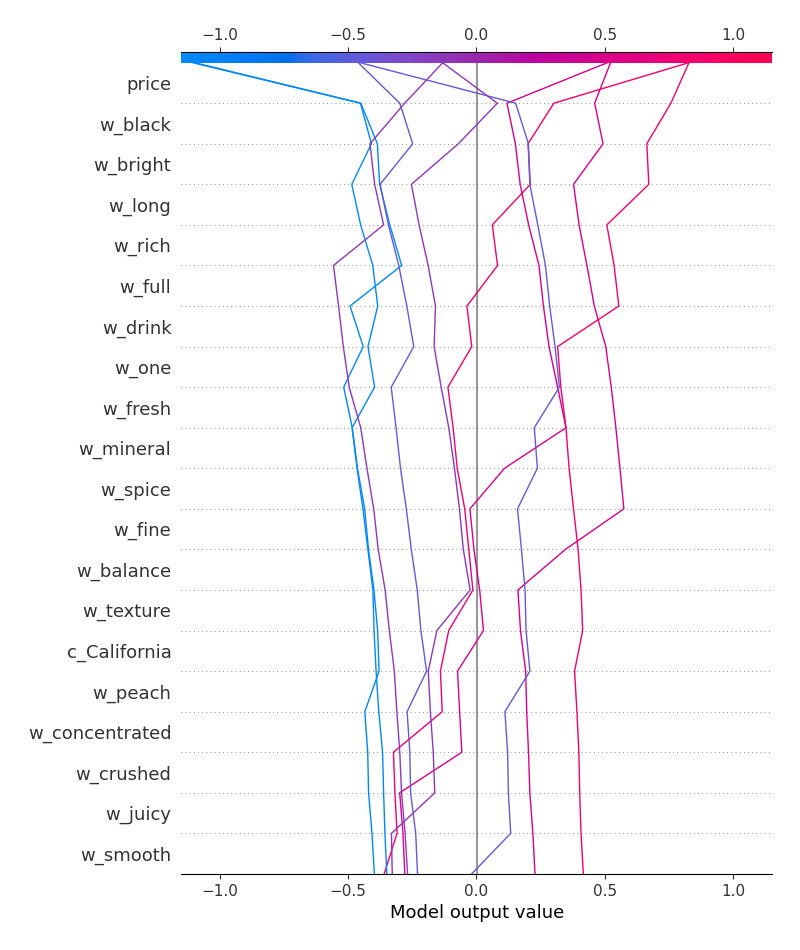 −1.0 −0.5 0.0 0.5 1.0
price
w_black
w_bright
w_long
w_rich
w_full
w_drink
w_one
w_fresh
w_mineral
w_spice
w_fine
w_balance
w_texture
c_California
w_peach
w_concentrated
w_crushed
w_juicy
w_smooth
−1.0 −0.5 0.0 0.5 1.0
Model output value